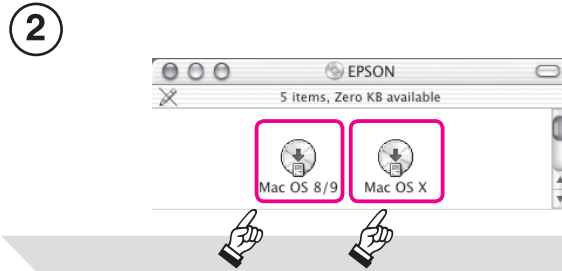 2
EPSON
5 items, Zero KB available
Mac OS 8/9
Mac OS X